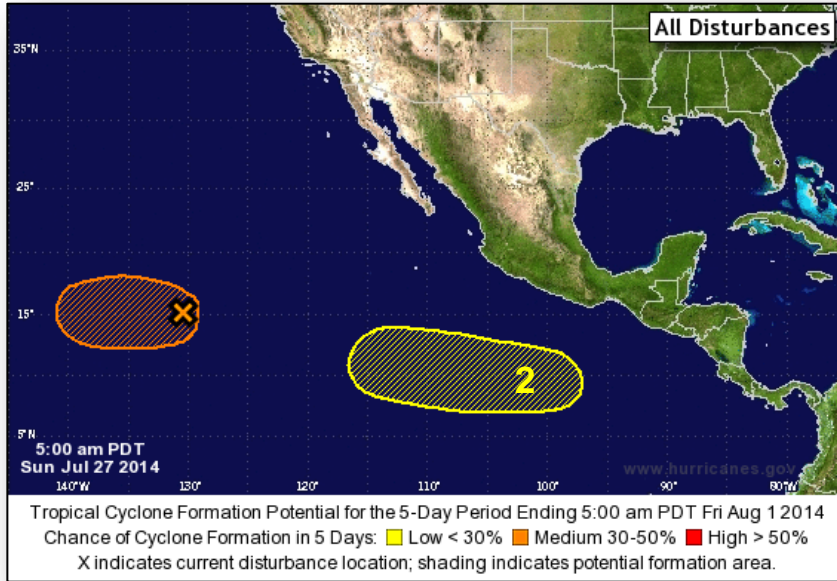 All Disturbances
35°N
25°
15°
2
5°N
5:00 am PDT
Sun Jul 27 2014
www.hurricanes.gov
140°W 130° 120° 110° 100° 90° 80°W
Tropical Cyclone Formation Potential for the 5-Day Period Ending 5:00 am PDT Fri Aug 1 2014
Chance of Cyclone Formation in 5 Days: Low < 30% Medium 30-50% High > 50%
X indicates current disturbance location; shading indicates potential formation area.